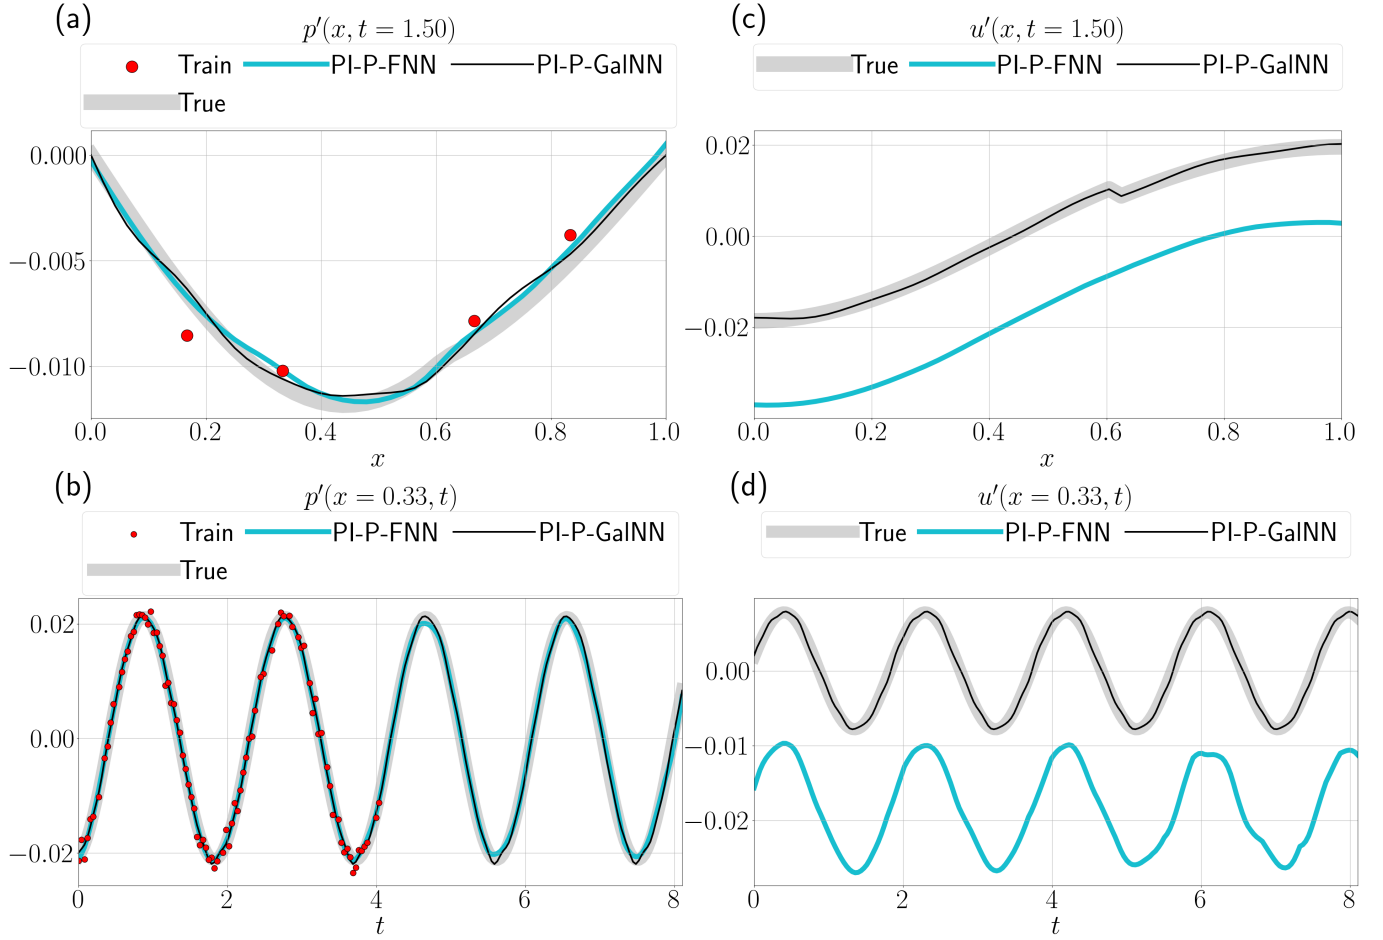 (a)
p′(x, t = 1.50)
Train PI-P-FNN PI-P-GalNN
True
0.000
−0.005
−0.010
0.0 0.2 0.4 0.6 0.8 1.0
x
(c)
u′(x, t = 1.50)
True PI-P-FNN PI-P-GalNN
0.02
0.00
−0.02
0.0 0.2 0.4 0.6 0.8 1.0
x
(b)
p′(x = 0.33, t)
Train PI-P-FNN PI-P-GalNN
True
0.02
0.00
−0.02
0 2 4 6 8
t
(d)
u′(x = 0.33, t)
True PI-P-FNN PI-P-GalNN
0.00
−0.01
−0.02
0 2 4 6 8
t